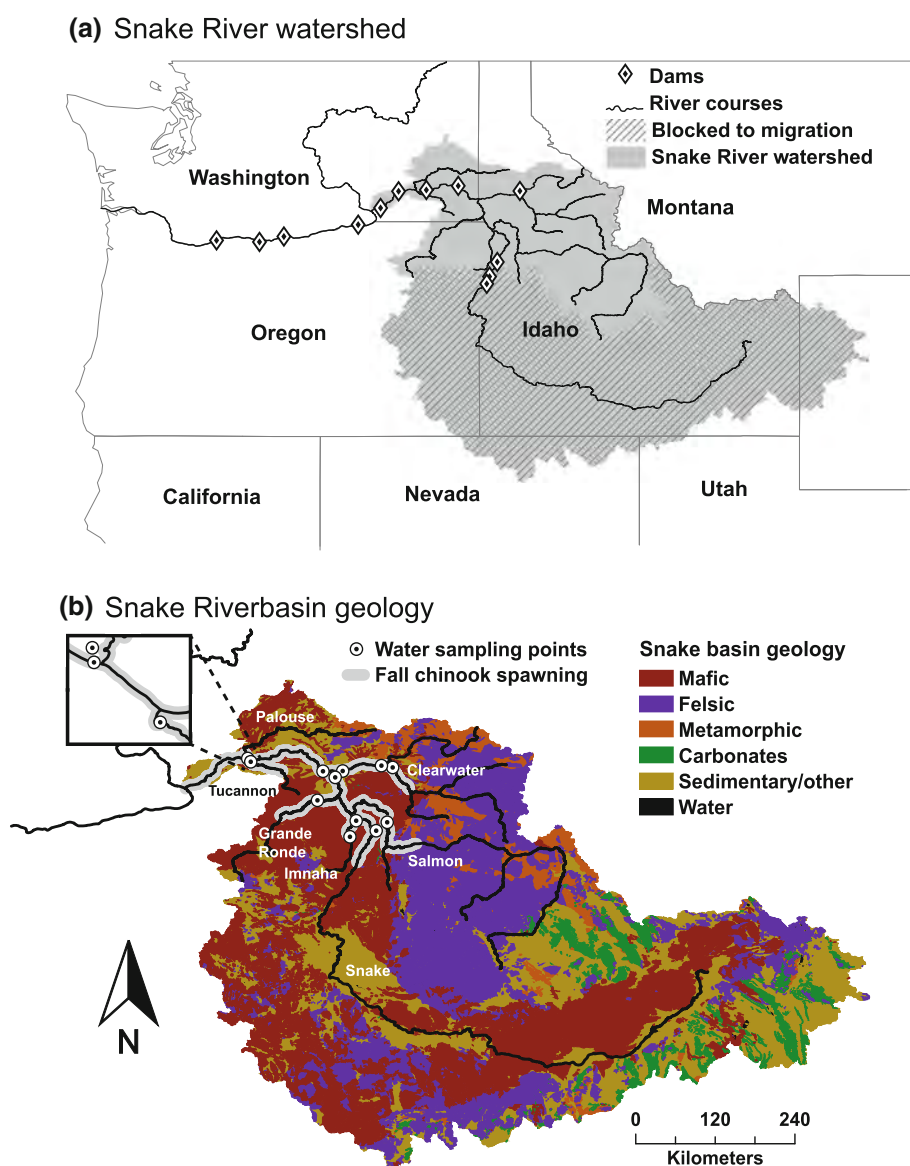 (a) Snake River watershed
Dams
River courses
Blocked to migration
Snake River watershed
Washington
Montana
Oregon
Idaho
California
Nevada
Utah
(b) Snake Riverbasin geology
Water sampling points
Fall chinook spawning
Snake basin geology
Mafic
Felsic
Metamorphic
Carbonates
Sedimentary/other
Water
Palouse
Clearwater
Tucannon
Grande
Ronde
Imnaha
Salmon
Snake
N
0 120 240
Kilometers